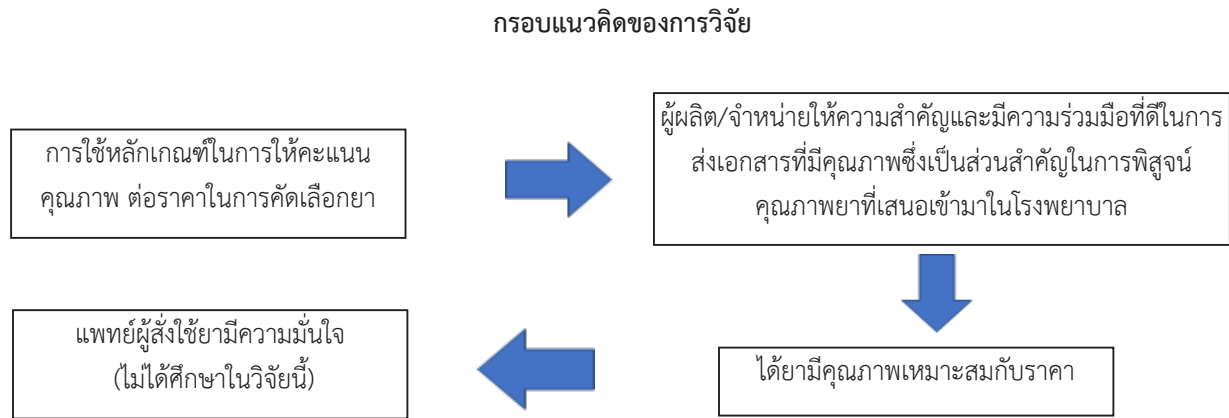 กรอบแนวคิดของการวิจัย
การใช้หลักเกณฑ์ในการให้คะแนน
คุณภาพ ต่อราคาในการคัดเลือกยา
ผู้ผลิต/จำหน่ายให้ความสำคัญและมีความร่วมมือที่ดีในการ
ส่งเอกสารที่มีคุณภาพซึ่งเป็นส่วนสำคัญในการพิสูจน์
คุณภาพยาที่เสนอเข้ามาในโรงพยาบาล
ได้ยามีคุณภาพเหมาะสมกับราคา
แพทย์ผู้สั่งใช้ยามีความมั่นใจ
(ไม่ได้ศึกษาในวิจัยนี้)